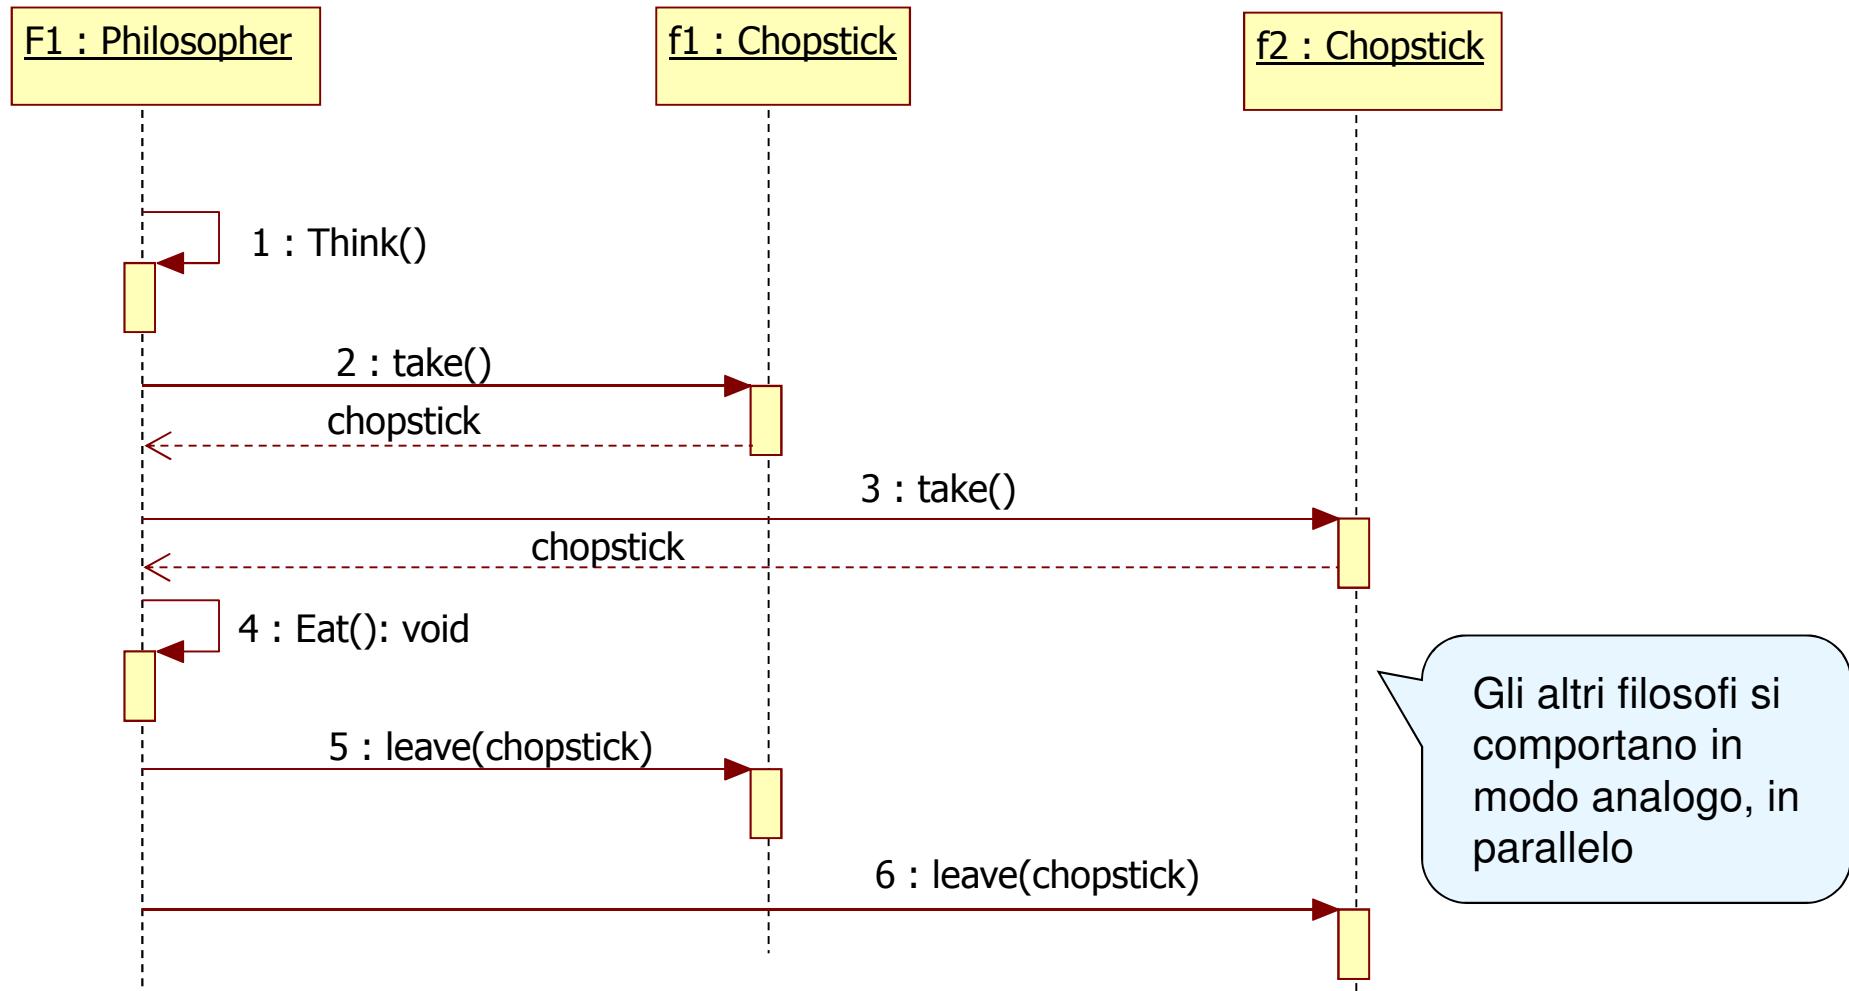 F1 : Philosopher
f1 : Chopstick
f2 : Chopstick
1 : Think()
2 : take()
chopstick
3 : take()
chopstick
4 : Eat(): void
Gli altri filosofi si
comportano in
modo analogo, in
parallelo
5 : leave(chopstick)
6 : leave(chopstick)